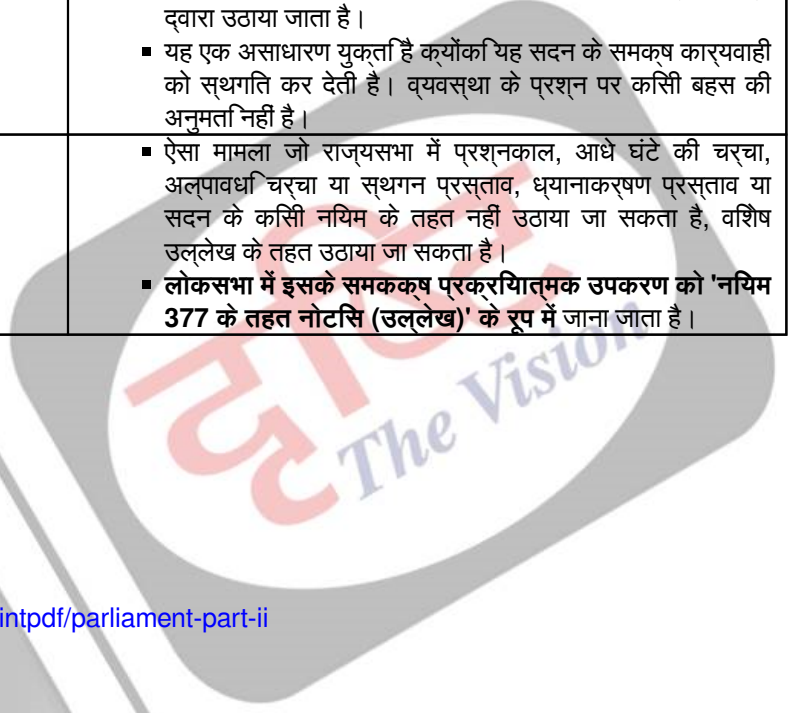 द्वारा उठाया जाता है।
▪ यह एक असाधारण युक्ति है क्योंकि यह सदन के समक्ष कार्यवाही
को स्थगित कर देती है। व्यवस्था के प्रश्न पर किसी बहस की
अनुमति नहीं है।
▪ ऐसा मामला जो राज्यसभा में प्रश्नकाल, आधे घंटे की चर्चा,
अल्पावधि चर्चा या स्थगन प्रस्ताव, ध्यानाकर्षण प्रस्ताव या
सदन के किसी नियम के तहत नहीं उठाया जा सकता है, विशेष
उल्लेख के तहत उठाया जा सकता है।
▪ लोकसभा में इसके समकक्ष प्रक्रियात्मक उपकरण को 'नियम
377 के तहत नोटिस (उल्लेख)' के रूप में जाना जाता है।
दृष्टि
The Vision
intpdf/parliament-part-ii